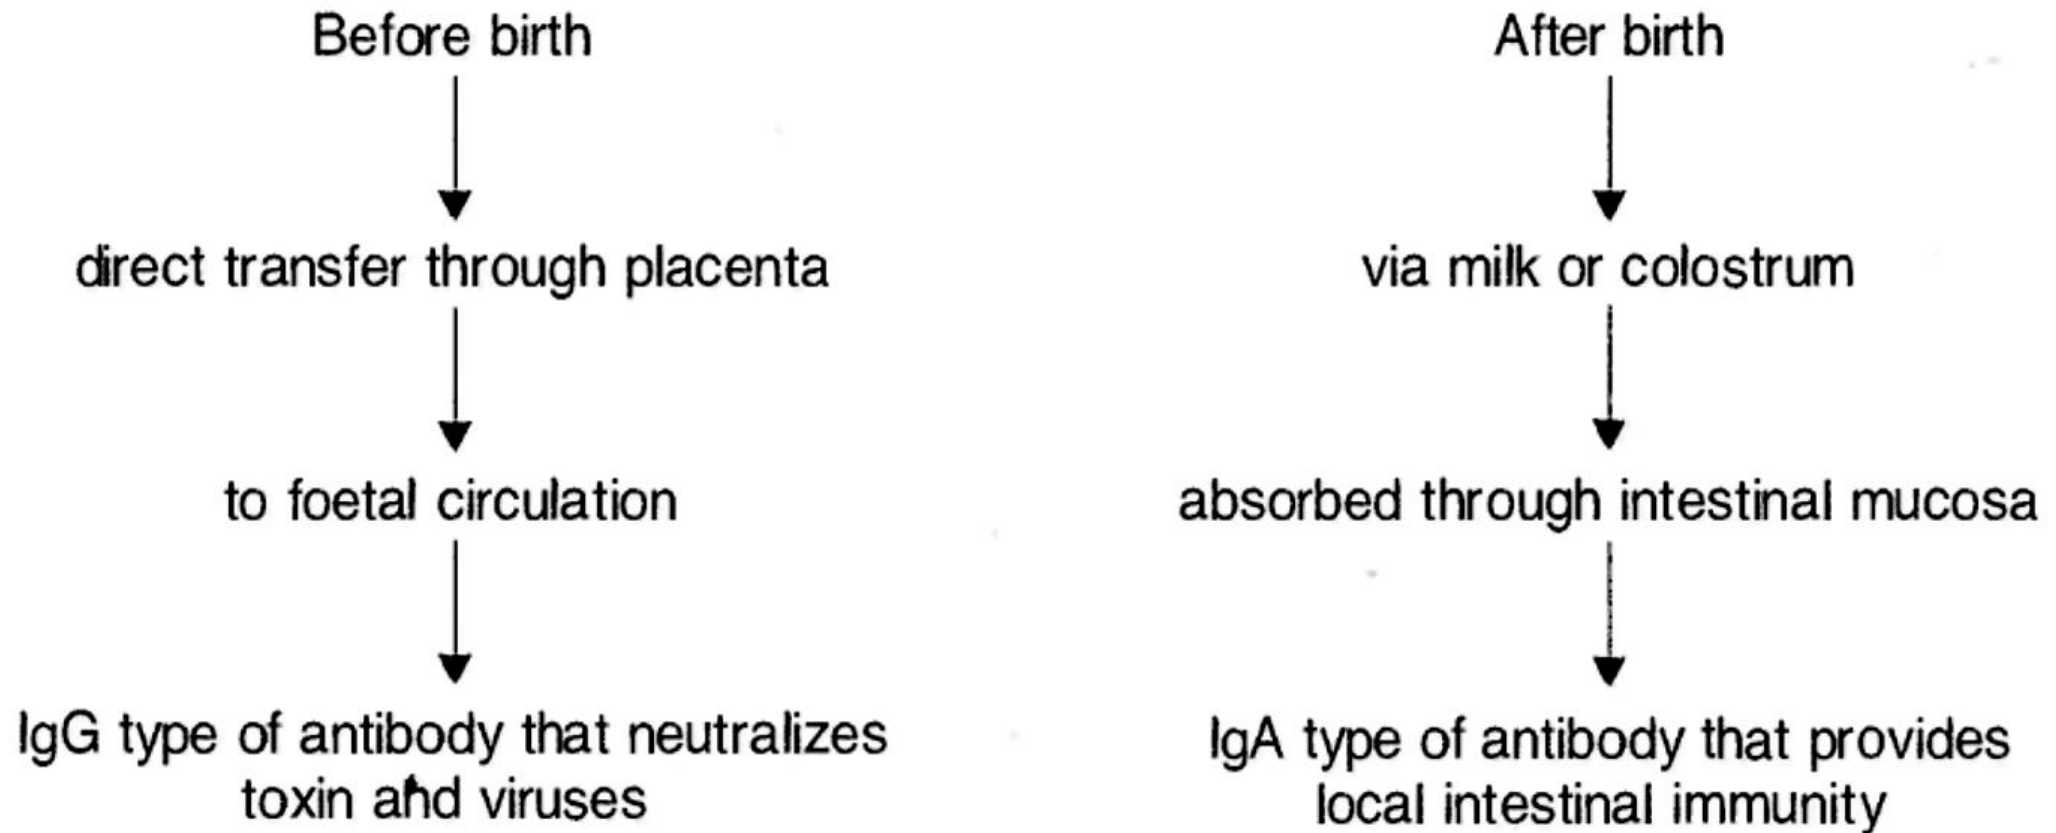 Before birth
direct transfer through placenta
to foetal circulation
IgG type of antibody that neutralizes
toxin and viruses
After birth
via milk or colostrum
absorbed through intestinal mucosa
IgA type of antibody that provides
local intestinal immunity